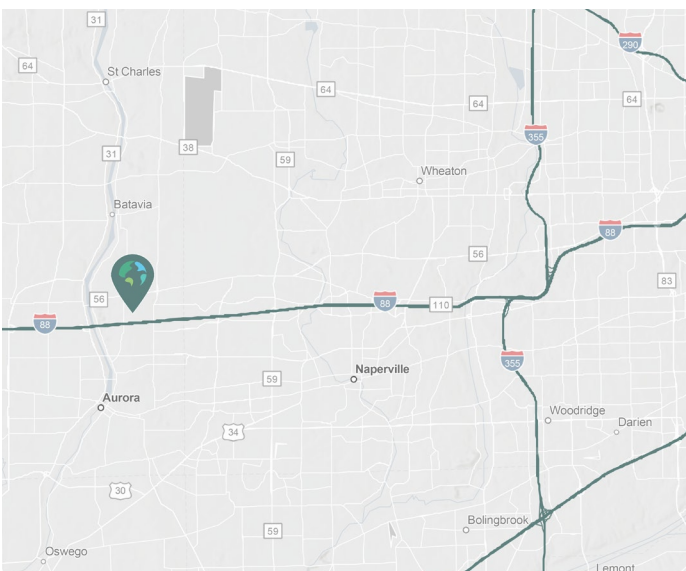 31
290
64
St Charles
64
64
64
355
31
38
59
Wheaton
Batavia
88
56
83
56
88
110
88
355
59
Naperville
Aurora
Woodridge
Darien
34
30
Bolingbrook
59
Oswego
Lemont